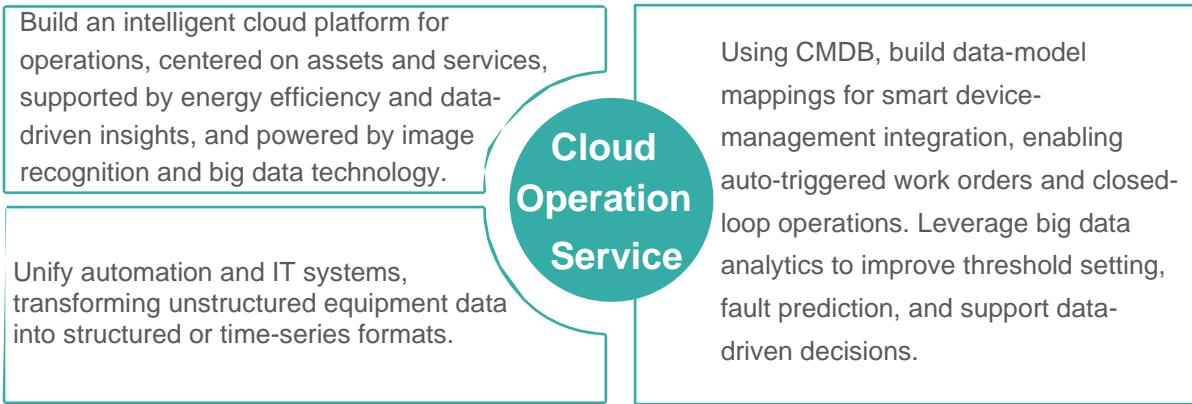 Build an intelligent cloud platform for
operations, centered on assets and services,
supported by energy efficiency and data-
driven insights, and powered by image
recognition and big data technology.
Unify automation and IT systems,
transforming unstructured equipment data
into structured or time-series formats.
Cloud
Operation
Service
Using CMDB, build data-model
mappings for smart device-
management integration, enabling
auto-triggered work orders and closed-
loop operations. Leverage big data
analytics to improve threshold setting,
fault prediction, and support data-
driven decisions.